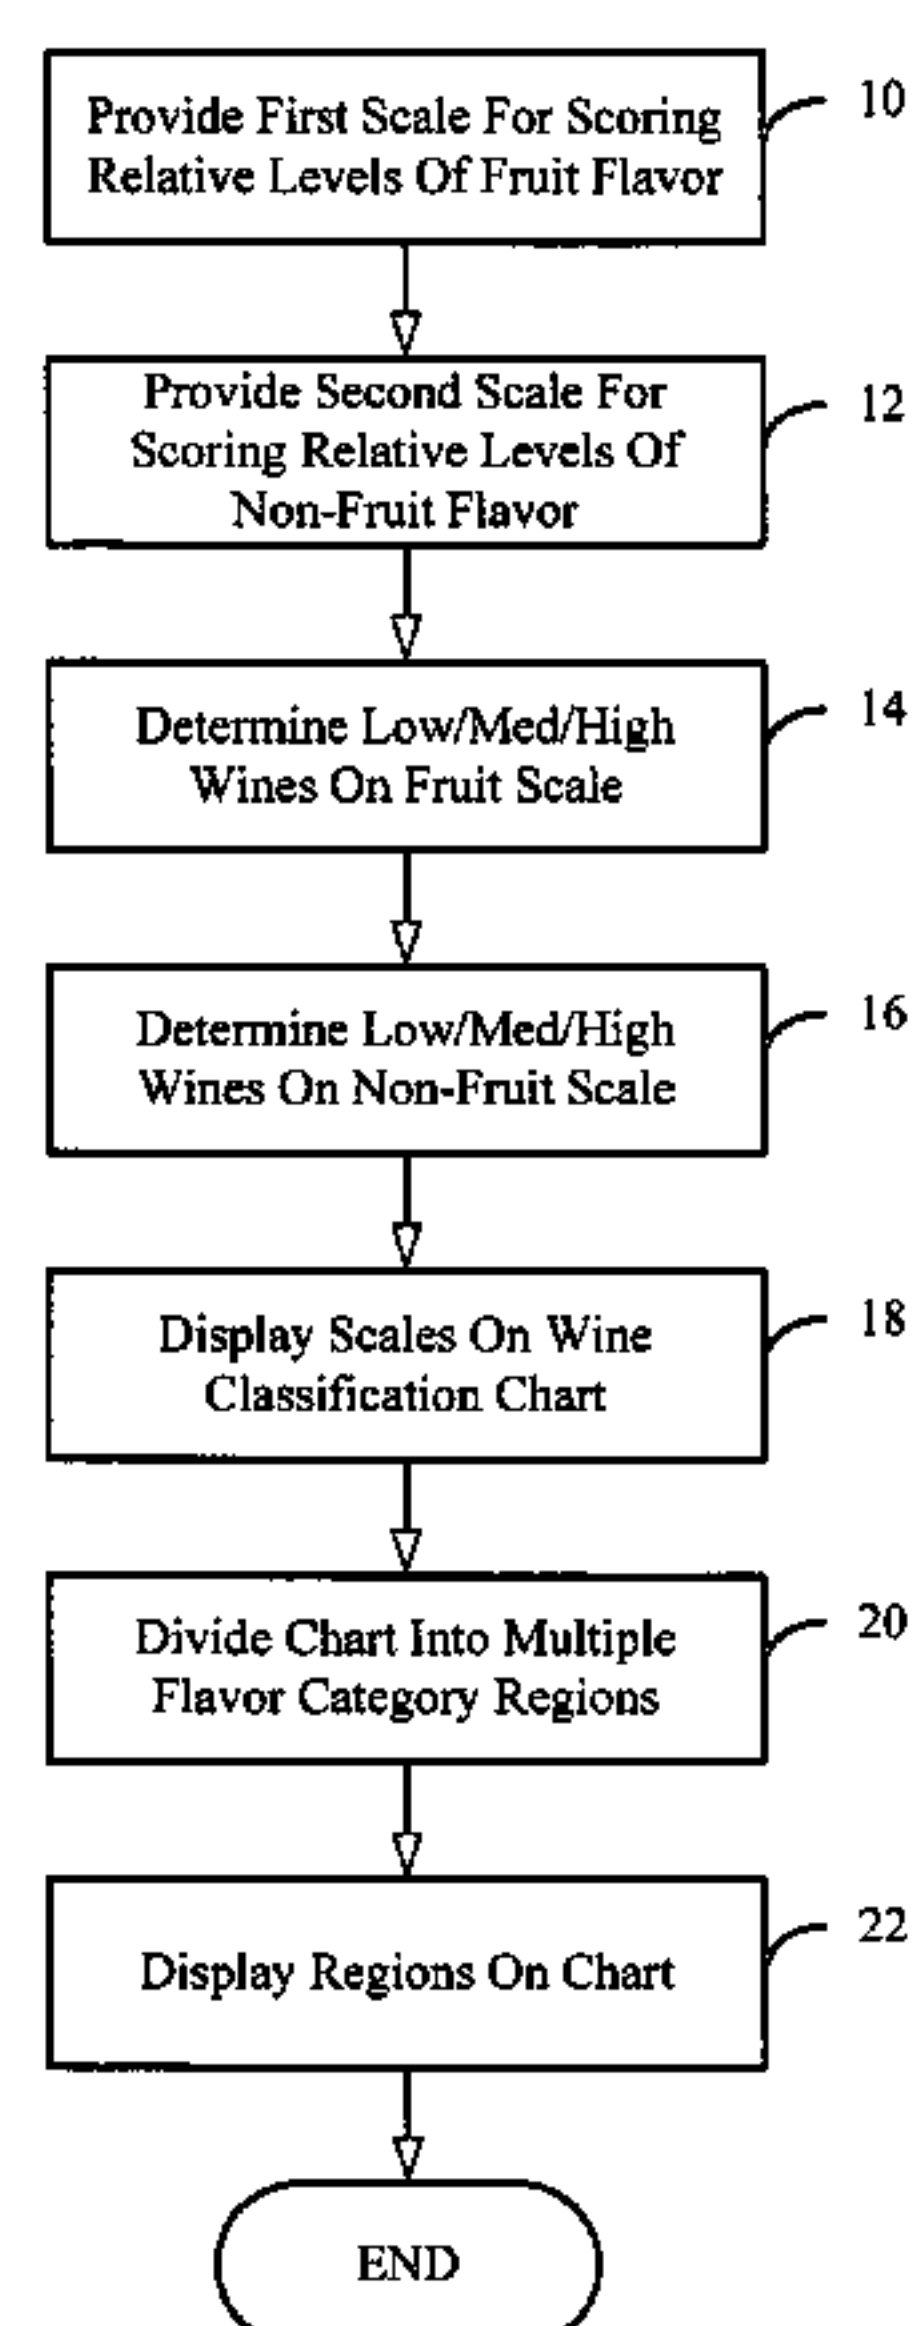 Provide First Scale For Scoring
Relative Levels Of Fruit Flavor
10
Provide Second Scale For
Scoring Relative Levels Of
Non-Fruit Flavor
12
Determine Low/Med/High
Wines On Fruit Scale
14
Determine Low/Med/High
Wines On Non-Fruit Scale
16
Display Scales On Wine
Classification Chart
18
Divide Chart Into Multiple
Flavor Category Regions
20
Display Regions On Chart
22
END